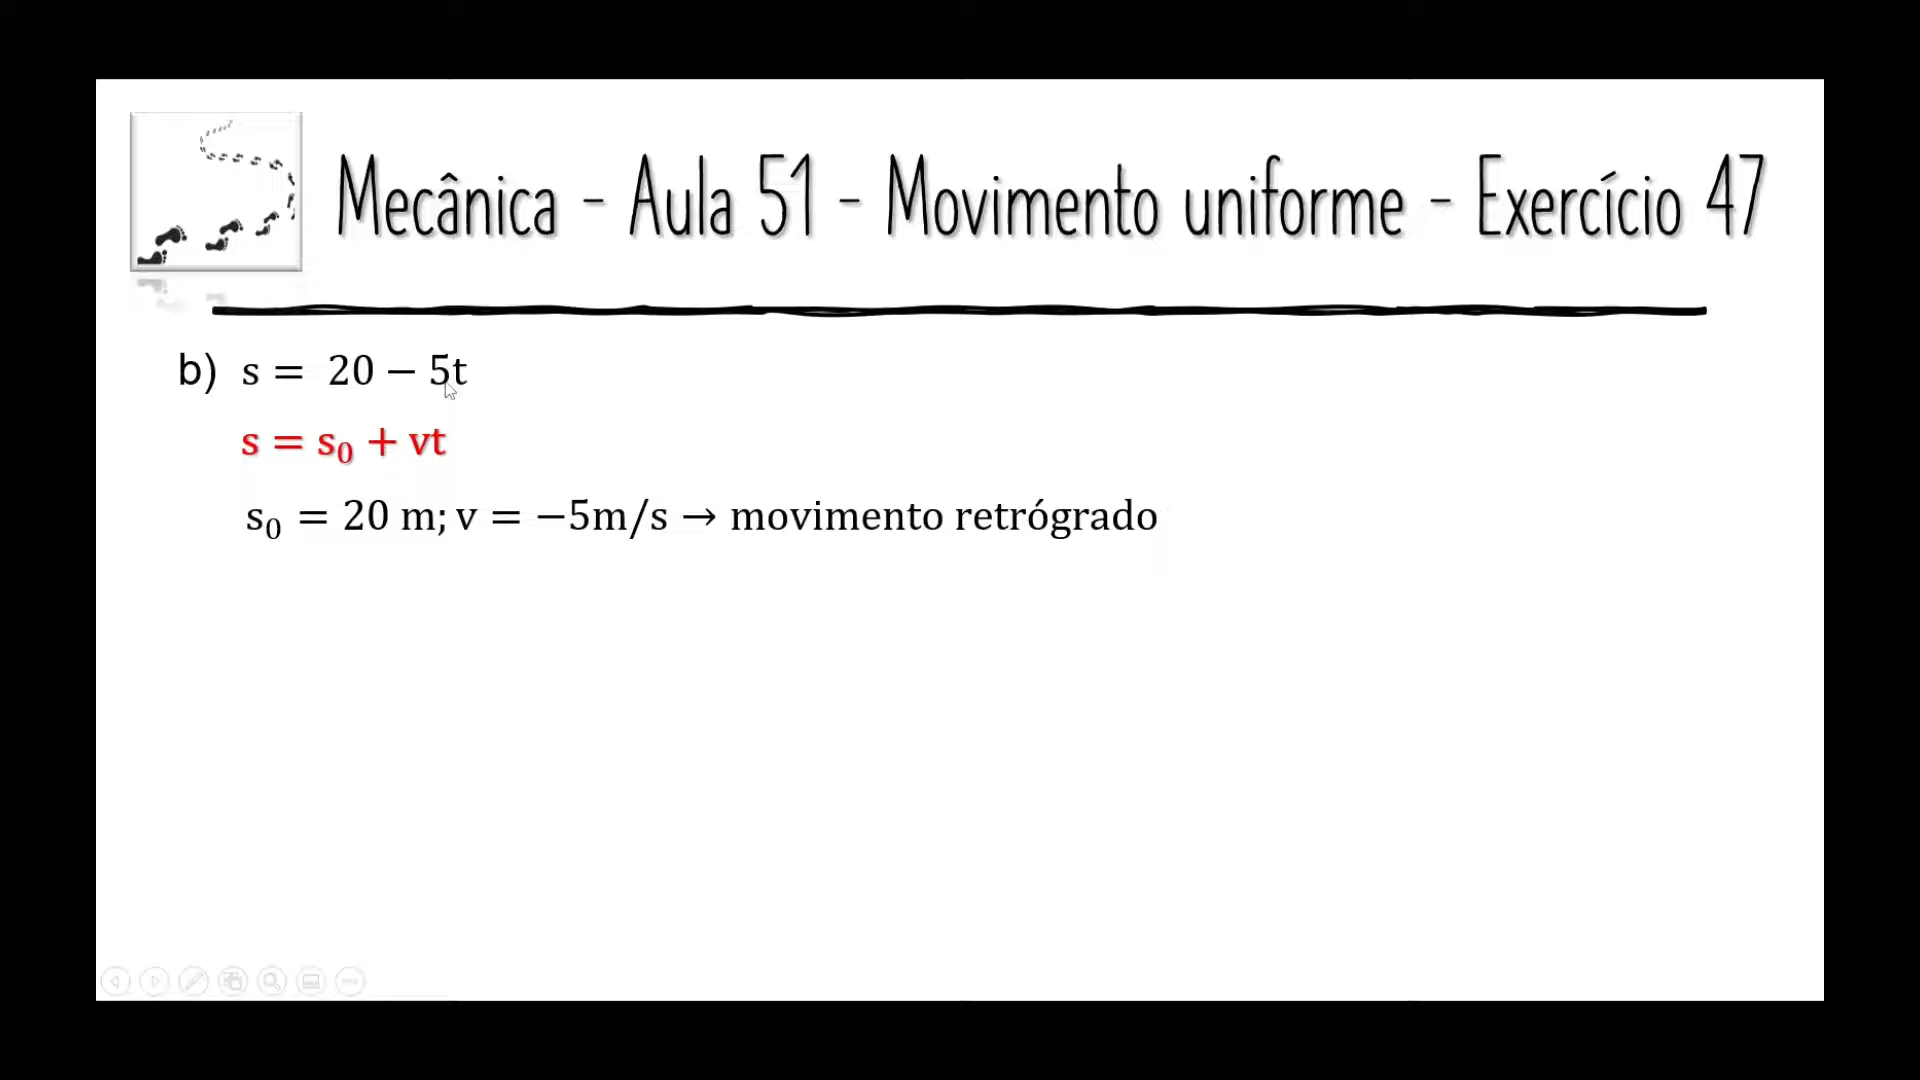 Mecânica - Aula 51 - Movimento uniforme - Exercício 47
b) s = 20 − 5t
s = s₀ + vt
s₀ = 20 m; v = −5m/s → movimento retrógrado